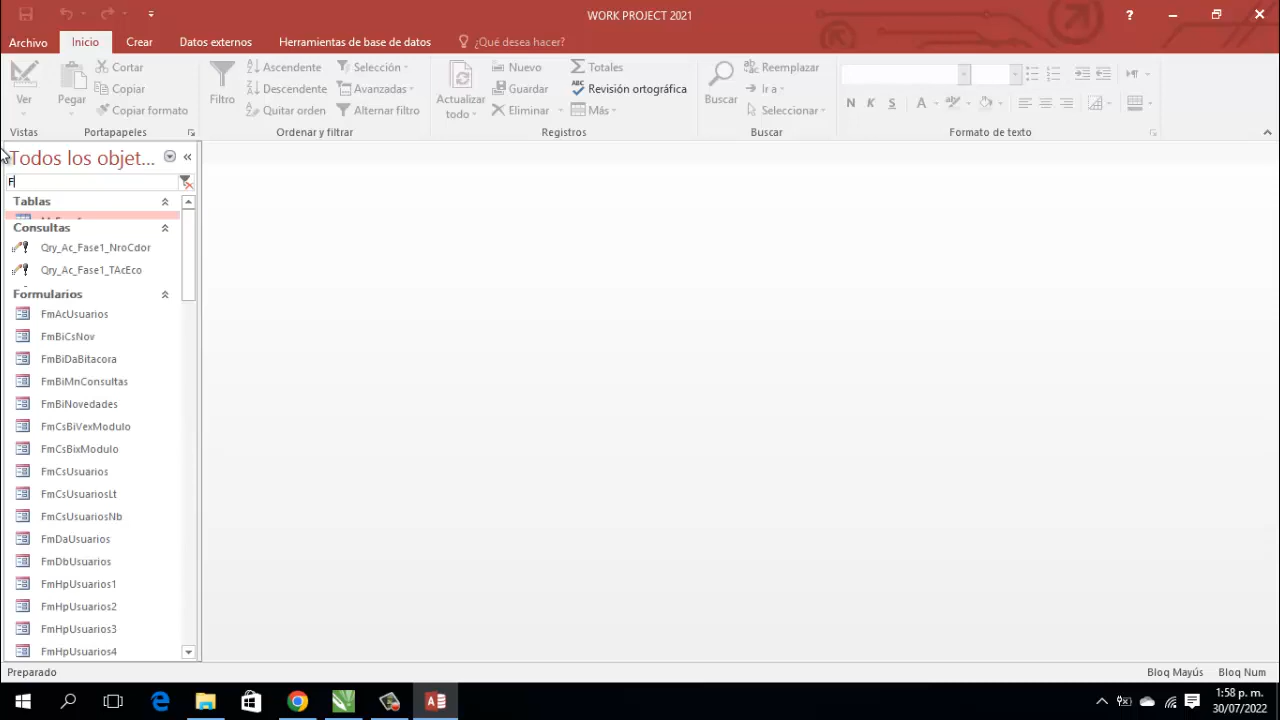 WORK PROJECT 2021
?
Archivo
Inicio
Crear
Datos externos
Herramientas de base de datos
¿Qué desea hacer?
Ver
Vistas
Pegar
Cortar
Copiar
Copiar formato
Portapapeles
Filtro
Ascendente
Descendente
Quitar orden
Selección
Avanzadas
Alternar filtro
Ordenar y filtrar
Actualizar
todo
Nuevo
Guardar
Eliminar
Totales
Revisión ortográfica
Más
Registros
Buscar
Reemplazar
Ir a
Seleccionar
Buscar
N K S A
Formato de texto
Todos los objet...
F
Tablas
Consultas
Qry_Ac_Fase1_NroCdor
Qry_Ac_Fase1_TAcEco
Formularios
FmAcUsuarios
FmBiCsNov
FmBiDaBitacora
FmBiMnConsultas
FmBiNovedades
FmCsBiVexModulo
FmCsBixModulo
FmCsUsuarios
FmCsUsuariosLt
FmCsUsuariosNb
FmDaUsuarios
FmDbUsuarios
FmHpUsuarios1
FmHpUsuarios2
FmHpUsuarios3
FmHpUsuarios4
Preparado
Bloq Mayús
Bloq Num
1:58 p. m.
30/07/2022